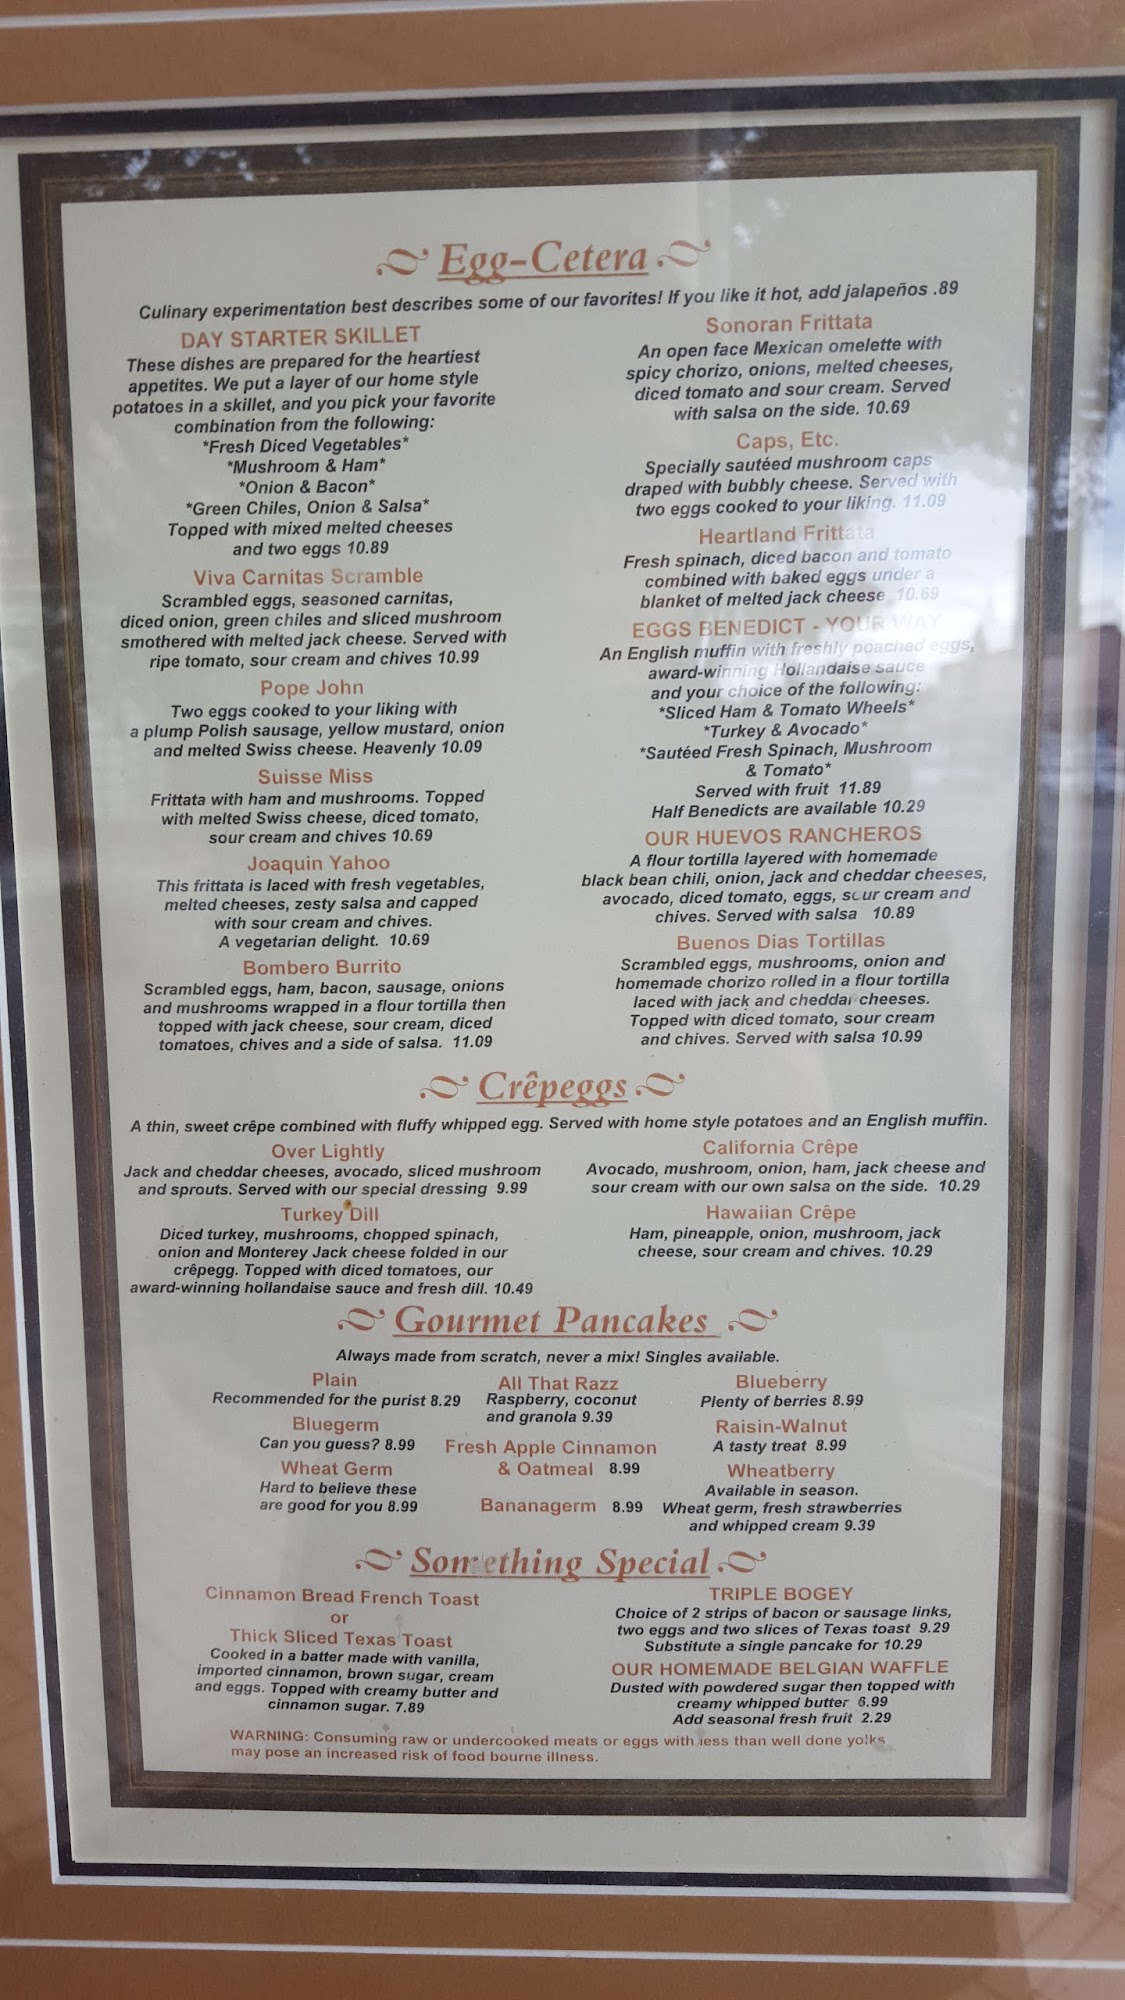 Egg-Cetera
Culinary experimentation best describes some of our favorites! If you like it hot, add jalapeños .89
DAY STARTER SKILLET
These dishes are prepared for the heartiest
appetites. We put a layer of our home style
potatoes in a skillet, and you pick your favorite
combination from the following:
*Fresh Diced Vegetables*
*Mushroom & Ham*
*Onion & Bacon*
*Green Chiles, Onion & Salsa*
Topped with mixed melted cheeses
and two eggs 10.89
Viva Carnitas Scramble
Scrambled eggs, seasoned carnitas,
diced onion, green chiles and sliced mushroom
smothered with melted jack cheese. Served with
ripe tomato, sour cream and chives 10.99
Pope John
Two eggs cooked to your liking with
a plump Polish sausage, yellow mustard, onion
and melted Swiss cheese. Heavenly 10.09
Suisse Miss
Frittata with ham and mushrooms. Topped
with melted Swiss cheese, diced tomato,
sour cream and chives 10.69
Joaquin Yahoo
This frittata is laced with fresh vegetables,
melted cheeses, zesty salsa and capped
with sour cream and chives.
A vegetarian delight. 10.69
Bombero Burrito
Scrambled eggs, ham, bacon, sausage, onions
and mushrooms wrapped in a flour tortilla then
topped with jack cheese, sour cream, diced
tomatoes, chives and a side of salsa. 11.09
Sonoran Frittata
An open face Mexican omelette with
spicy chorizo, onions, melted cheeses,
diced tomato and sour cream. Served
with salsa on the side. 10.69
Caps, Etc.
Specially sautéed mushroom caps
draped with bubbly cheese. Served with
two eggs cooked to your liking. 11.09
Heartland Frittata
Fresh spinach, diced bacon and tomato
combined with baked eggs under a
blanket of melted jack cheese 10.69
EGGS BENEDICT - YOUR WAY
An English muffin with freshly poached eggs,
award-winning Hollandaise sauce
and your choice of the following:
*Sliced Ham & Tomato Wheels*
*Turkey & Avocado*
*Sautéed Fresh Spinach, Mushroom
& Tomato*
Served with fruit 11.89
Half Benedicts are available 10.29
OUR HUEVOS RANCHEROS
A flour tortilla layered with homemade
black bean chili, onion, jack and cheddar cheeses,
avocado, diced tomato, eggs, sour cream and
chives. Served with salsa 10.89
Buenos Dias Tortillas
Scrambled eggs, mushrooms, onion and
homemade chorizo rolled in a flour tortilla
laced with jack and cheddar cheeses.
Topped with diced tomato, sour cream
and chives. Served with salsa 10.99
Crêpeggs
A thin, sweet crêpe combined with fluffy whipped egg. Served with home style potatoes and an English muffin.
Over Lightly
Jack and cheddar cheeses, avocado, sliced mushroom
and sprouts. Served with our special dressing 9.99
Turkey Dill
Diced turkey, mushrooms, chopped spinach,
onion and Monterey Jack cheese folded in our
crêpegg. Topped with diced tomatoes, our
award-winning hollandaise sauce and fresh dill. 10.49
California Crêpe
Avocado, mushroom, onion, ham, jack cheese and
sour cream with our own salsa on the side. 10.29
Hawaiian Crêpe
Ham, pineapple, onion, mushroom, jack
cheese, sour cream and chives. 10.29
Gourmet Pancakes
Always made from scratch, never a mix! Singles available.
Plain
Recommended for the purist 8.29
Bluegerm
Can you guess? 8.99
Wheat Germ
Hard to believe these
are good for you 8.99
All That Razz
Raspberry, coconut
and granola 9.39
Fresh Apple Cinnamon
& Oatmeal 8.99
Bananagerm 8.99
Blueberry
Plenty of berries 8.99
Raisin-Walnut
A tasty treat 8.99
Wheatberry
Available in season.
Wheat germ, fresh strawberries
and whipped cream 9.39
Something Special
Cinnamon Bread French Toast
or
Thick Sliced Texas Toast
Cooked in a batter made with vanilla,
imported cinnamon, brown sugar, cream
and eggs. Topped with creamy butter and
cinnamon sugar. 7.89
TRIPLE BOGEY
Choice of 2 strips of bacon or sausage links,
two eggs and two slices of Texas toast 9.29
Substitute a single pancake for 10.29
OUR HOMEMADE BELGIAN WAFFLE
Dusted with powdered sugar then topped with
creamy whipped butter 6.99
Add seasonal fresh fruit 2.29
WARNING: Consuming raw or undercooked meats or eggs with less than well done yolks
may pose an increased risk of food bourne illness.